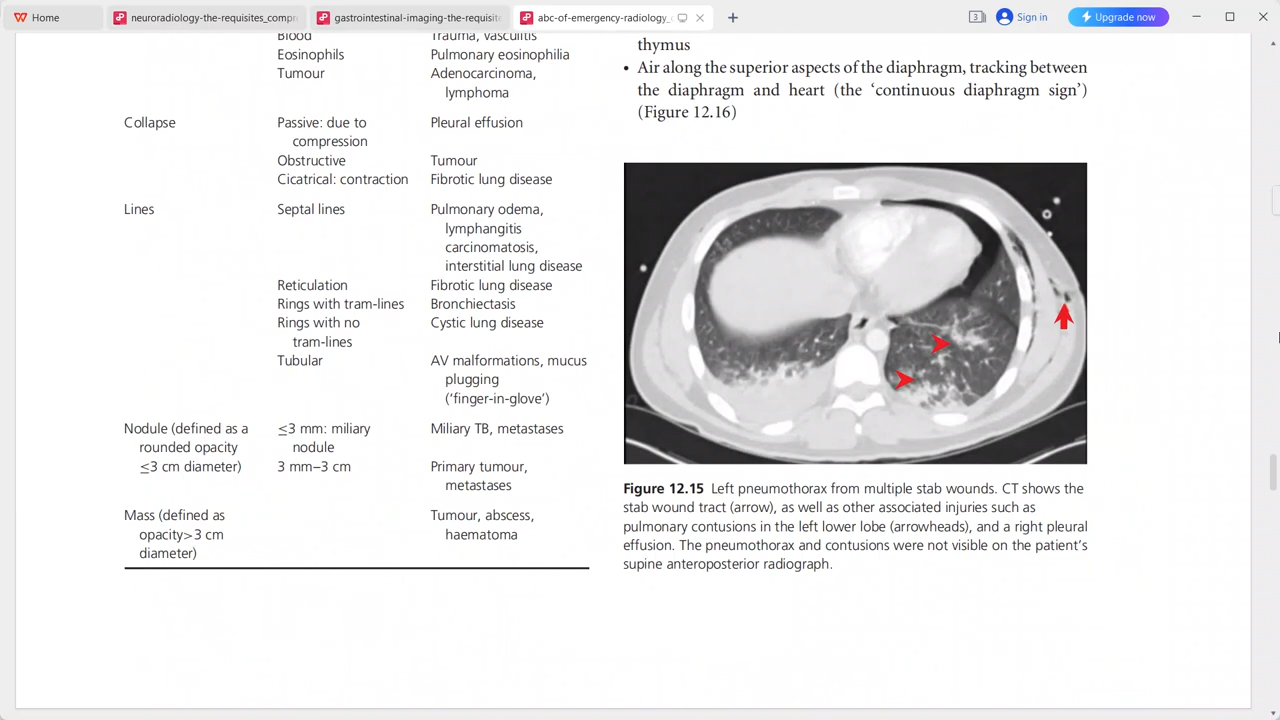 Home
neuroradiology-the-requisites_compr
gastrointestinal-imaging-the-requisite
abc-of-emergency-radiology_
3
Sign in
Upgrade now
Blood Trauma, vasculitis
Eosinophils Pulmonary eosinophilia
Tumour Adenocarcinoma,
lymphoma
Collapse Passive: due to Pleural effusion
compression
Obstructive Tumour
Cicatrical: contraction Fibrotic lung disease
Lines Septal lines Pulmonary odema,
lymphangitis
carcinomatosis,
interstitial lung disease
Reticulation Fibrotic lung disease
Rings with tram-lines Bronchiectasis
Rings with no Cystic lung disease
tram-lines
Tubular AV malformations, mucus
plugging
(‘finger-in-glove’)
Nodule (defined as a ≤3 mm: miliary Miliary TB, metastases
rounded opacity nodule
≤3 cm diameter) 3 mm–3 cm Primary tumour,
metastases
Mass (defined as Tumour, abscess,
opacity>3 cm haematoma
diameter)
thymus
• Air along the superior aspects of the diaphragm, tracking between
the diaphragm and heart (the ‘continuous diaphragm sign’)
(Figure 12.16)
Figure 12.15 Left pneumothorax from multiple stab wounds. CT shows the
stab wound tract (arrow), as well as other associated injuries such as
pulmonary contusions in the left lower lobe (arrowheads), and a right pleural
effusion. The pneumothorax and contusions were not visible on the patient’s
supine anteroposterior radiograph.